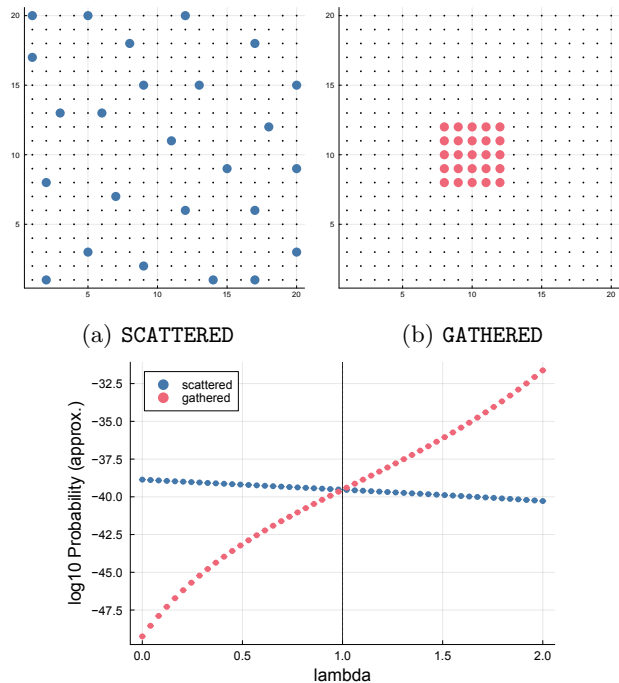 20
15
10
5
5 10 15 20
20
15
10
5
5 10 15 20
(a) SCATTERED (b) GATHERED
scattered
gathered
log10 Probability (approx.)
−32.5
−35.0
−37.5
−40.0
−42.5
−45.0
−47.5
0.0 0.5 1.0 1.5 2.0
lambda